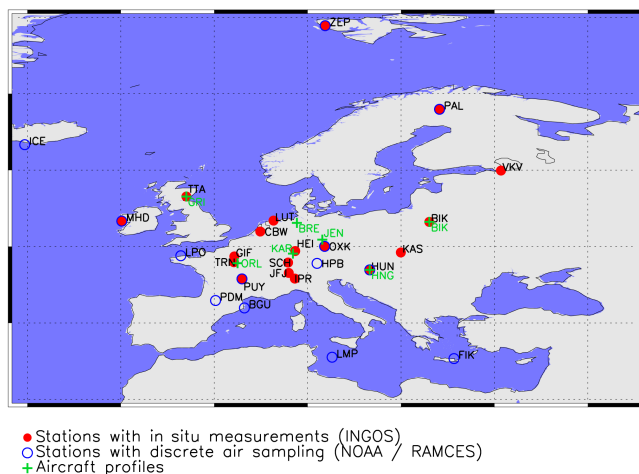 ZEP
PAL
ICE
VKV
TTA
GRI
MHD
LUT
CBW
BRE
BIK
BIK
JEN
OXK
LPO
GIF
TRN
ORL
KAR
HEI
KAS
SCH
HPB
JFJ
IPR
HUN
HNG
PUY
PDM
BGU
LMP
FIK
Stations with in situ measurements (INGOS)
Stations with discrete air sampling (NOAA / RAMCES)
Aircraft profiles